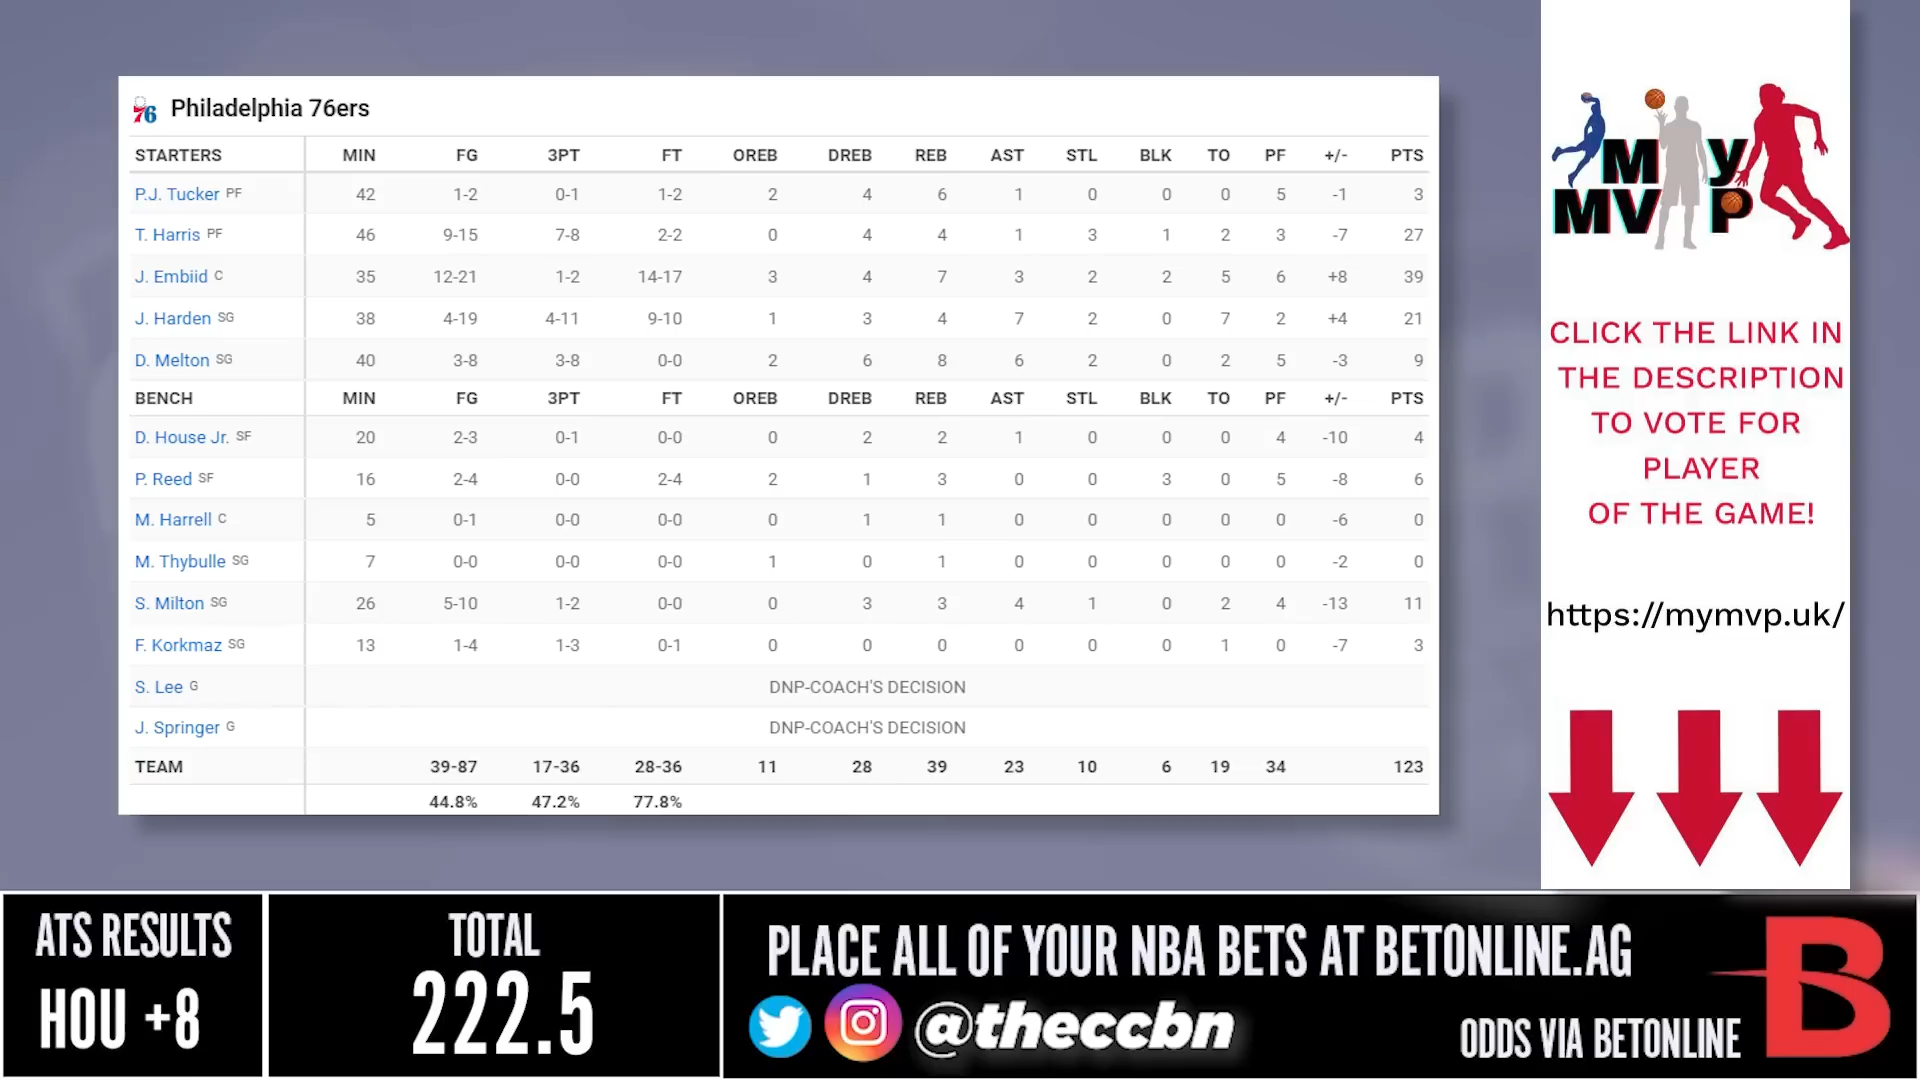 76 Philadelphia 76ers
STARTERS MIN FG 3PT FT OREB DREB REB AST STL BLK TO PF +/- PTS
P.J. Tucker PF 42 1-2 0-1 1-2 2 4 6 1 0 0 0 5 -1 3
T. Harris PF 46 9-15 7-8 2-2 0 4 4 1 3 1 2 3 -7 27
J. Embiid C 35 12-21 1-2 14-17 3 4 7 3 2 2 5 6 +8 39
J. Harden SG 38 4-19 4-11 9-10 1 3 4 7 2 0 7 2 +4 21
D. Melton SG 40 3-8 3-8 0-0 2 6 8 6 2 0 2 5 -3 9
BENCH MIN FG 3PT FT OREB DREB REB AST STL BLK TO PF +/- PTS
D. House Jr. SF 20 2-3 0-1 0-0 0 2 2 1 0 0 0 4 -10 4
P. Reed SF 16 2-4 0-0 2-4 2 1 3 0 0 3 0 5 -8 6
M. Harrell C 5 0-1 0-0 0-0 0 1 1 0 0 0 0 0 -6 0
M. Thybulle SG 7 0-0 0-0 0-0 1 0 1 0 0 0 0 0 -2 0
S. Milton SG 26 5-10 1-2 0-0 0 3 3 4 1 0 2 4 -13 11
F. Korkmaz SG 13 1-4 1-3 0-1 0 0 0 0 0 0 1 0 -7 3
S. Lee G DNP-COACH'S DECISION
J. Springer G DNP-COACH'S DECISION
TEAM 39-87 17-36 28-36 11 28 39 23 10 6 19 34 123
44.8% 47.2% 77.8%
My
MVP
CLICK THE LINK IN
THE DESCRIPTION
TO VOTE FOR
PLAYER
OF THE GAME!
https://mymvp.uk/
ATS RESULTS
HOU +8
TOTAL
222.5
PLACE ALL OF YOUR NBA BETS AT BETONLINE.AG
@theccbn
ODDS VIA BETONLINE
B